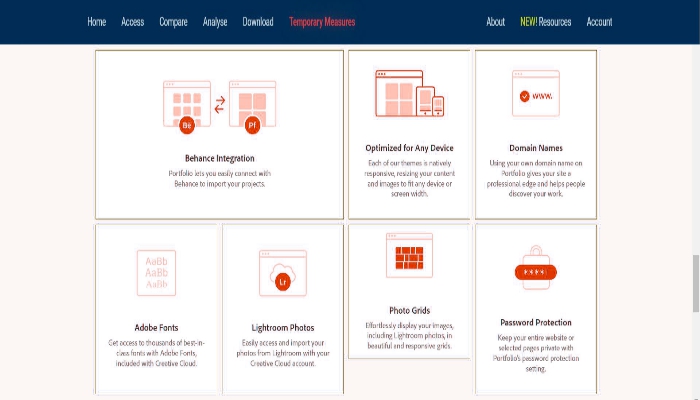 Home Access Compare Analyse Download Temporary Measures About NEW! Resources Account
Be
Pf
Behance Integration
Portfolio lets you easily connect with
Behance to import your projects.
Optimized for Any Device
Each of our themes is natively
responsive, resizing your content
and images to fit any device or
screen width.
www.
Domain Names
Using your own domain name on
Portfolio gives your site a
professional edge and helps people
discover your work.
AaBb
AaBb
AaBb
Adobe Fonts
Get access to thousands of best-in-
class fonts with Adobe Fonts,
included with Creative Cloud.
Lr
Lightroom Photos
Easily access and import your
photos from Lightroom with your
Creative Cloud account.
Photo Grids
Effortlessly display your images,
including Lightroom photos, in
beautiful and responsive grids.
****
Password Protection
Keep your entire website or
selected pages private with
Portfolio's password protection
setting.